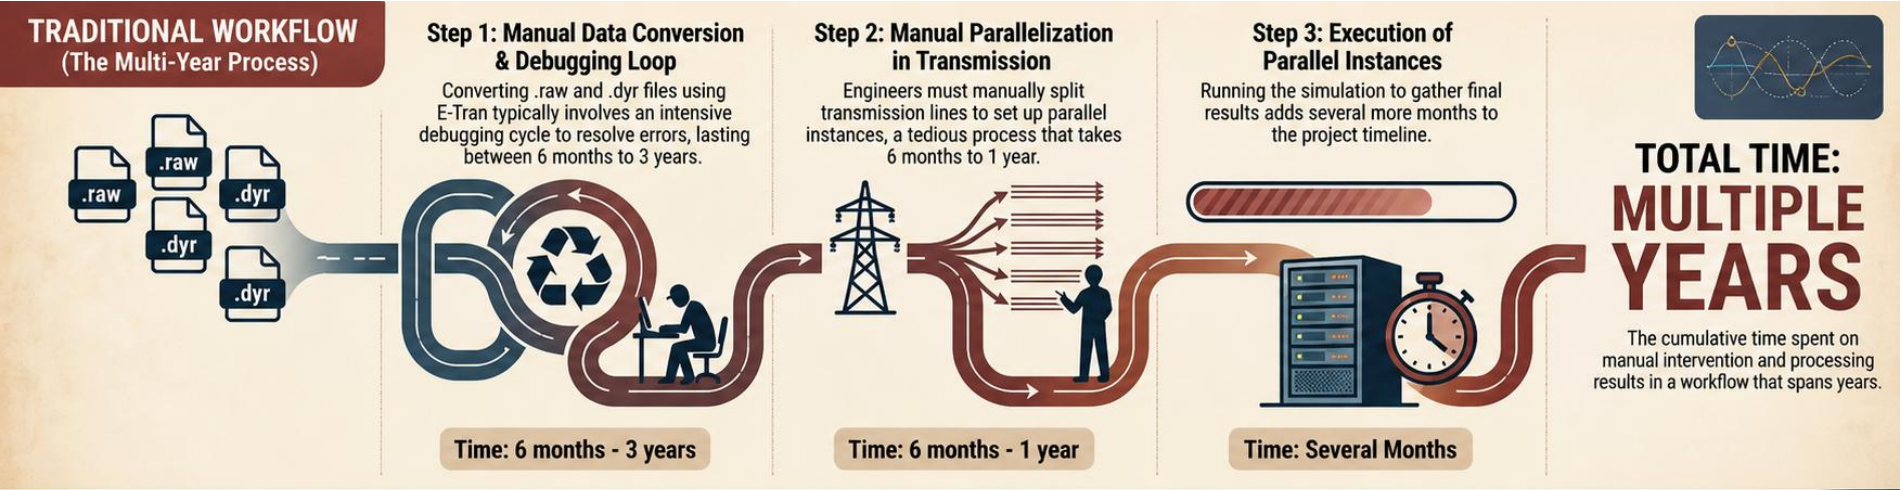 TRADITIONAL WORKFLOW
(The Multi-Year Process)
.raw
.raw
.dyr
.dyr
.dyr
Step 1: Manual Data Conversion
& Debugging Loop
Converting .raw and .dyr files using
E-Tran typically involves an intensive
debugging cycle to resolve errors, lasting
between 6 months to 3 years.
Time: 6 months - 3 years
Step 2: Manual Parallelization
in Transmission
Engineers must manually split
transmission lines to set up parallel
instances, a tedious process that takes
6 months to 1 year.
Time: 6 months - 1 year
Step 3: Execution of
Parallel Instances
Running the simulation to gather final
results adds several more months to
the project timeline.
Time: Several Months
TOTAL TIME:
MULTIPLE
YEARS
The cumulative time spent on
manual intervention and processing
results in a workflow that spans years.